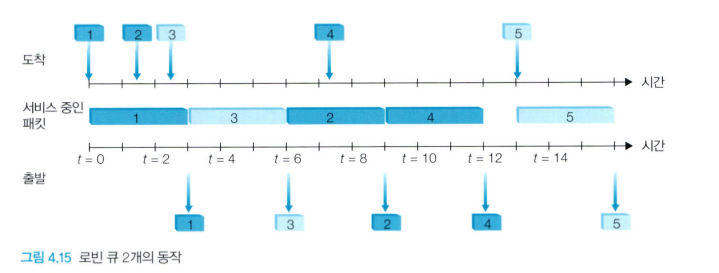 1 2 3 4 5
도착
시간
서비스 중인
패킷
1 3 2 4 5
시간
t = 0 t = 2 t = 4 t = 6 t = 8 t = 10 t = 12 t = 14
출발
1 3 2 4 5
그림 4.15 로빈 큐 2개의 동작